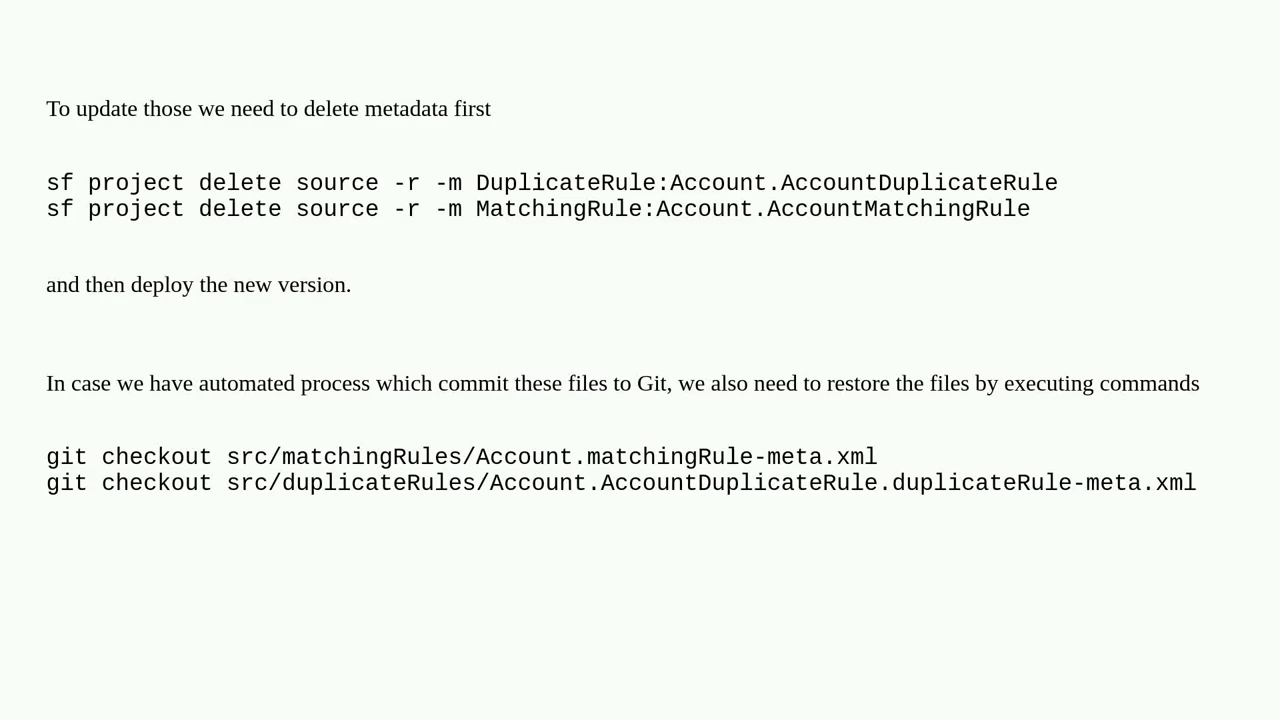 To update those we need to delete metadata first
sf project delete source -r -m DuplicateRule:Account.AccountDuplicateRule
sf project delete source -r -m MatchingRule:Account.AccountMatchingRule
and then deploy the new version.
In case we have automated process which commit these files to Git, we also need to restore the files by executing commands
git checkout src/matchingRules/Account.matchingRule-meta.xml
git checkout src/duplicateRules/Account.AccountDuplicateRule.duplicateRule-meta.xml